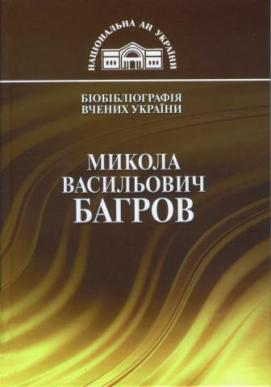 НАЦІОНАЛЬНА АН УКРАЇНИ
БІОБІБЛІОГРАФІЯ
ВЧЕНИХ УКРАЇНИ
МИКОЛА
ВАСИЛЬОВИЧ
БАГРОВ